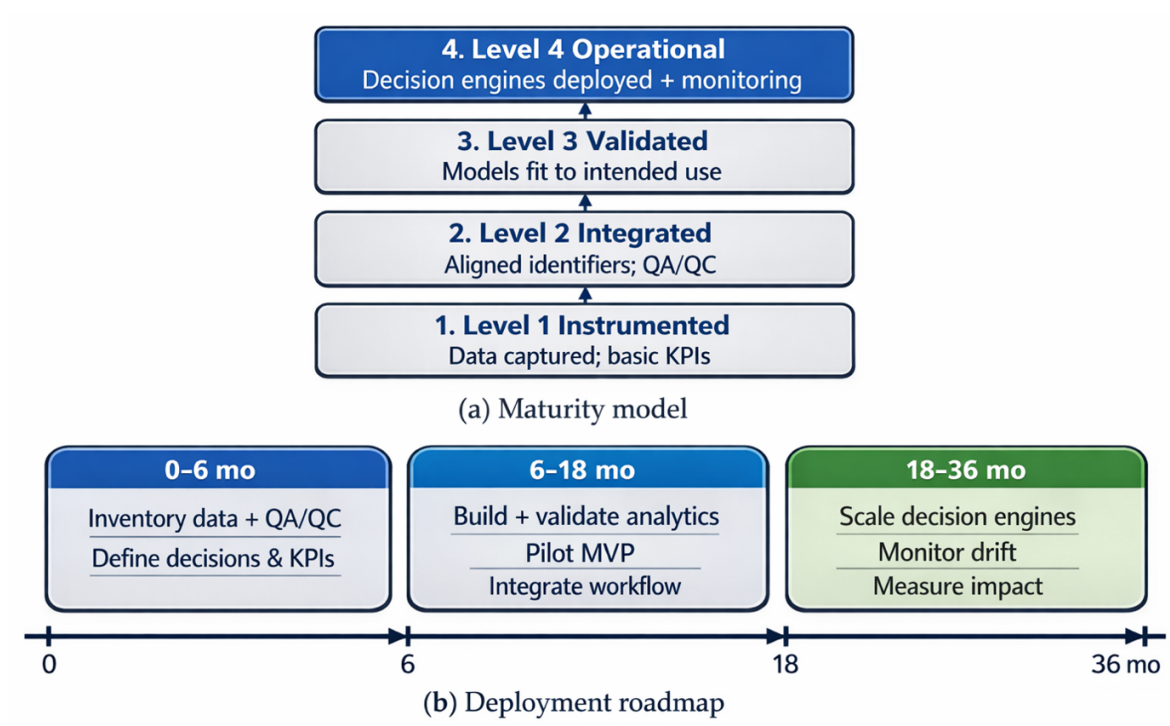 4. Level 4 Operational
Decision engines deployed + monitoring
3. Level 3 Validated
Models fit to intended use
2. Level 2 Integrated
Aligned identifiers; QA/QC
1. Level 1 Instrumented
Data captured; basic KPIs
(a) Maturity model
0–6 mo
Inventory data + QA/QC
Define decisions & KPIs
6–18 mo
Build + validate analytics
Pilot MVP
Integrate workflow
18–36 mo
Scale decision engines
Monitor drift
Measure impact
0
6
18
36 mo
(b) Deployment roadmap